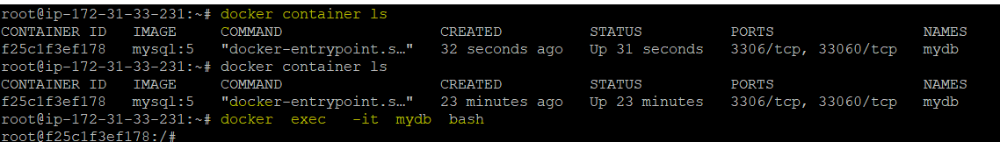 root@ip-172-31-33-231:~# docker container ls
CONTAINER ID   IMAGE     COMMAND                  CREATED          STATUS          PORTS                 NAMES
f25c1f3ef178   mysql:5   "docker-entrypoint.s…"   32 seconds ago   Up 31 seconds   3306/tcp, 33060/tcp   mydb
root@ip-172-31-33-231:~# docker container ls
CONTAINER ID   IMAGE     COMMAND                  CREATED          STATUS          PORTS                 NAMES
f25c1f3ef178   mysql:5   "docker-entrypoint.s…"   23 minutes ago   Up 23 minutes   3306/tcp, 33060/tcp   mydb
root@ip-172-31-33-231:~# docker  exec   -it  mydb  bash
root@f25c1f3ef178:/#